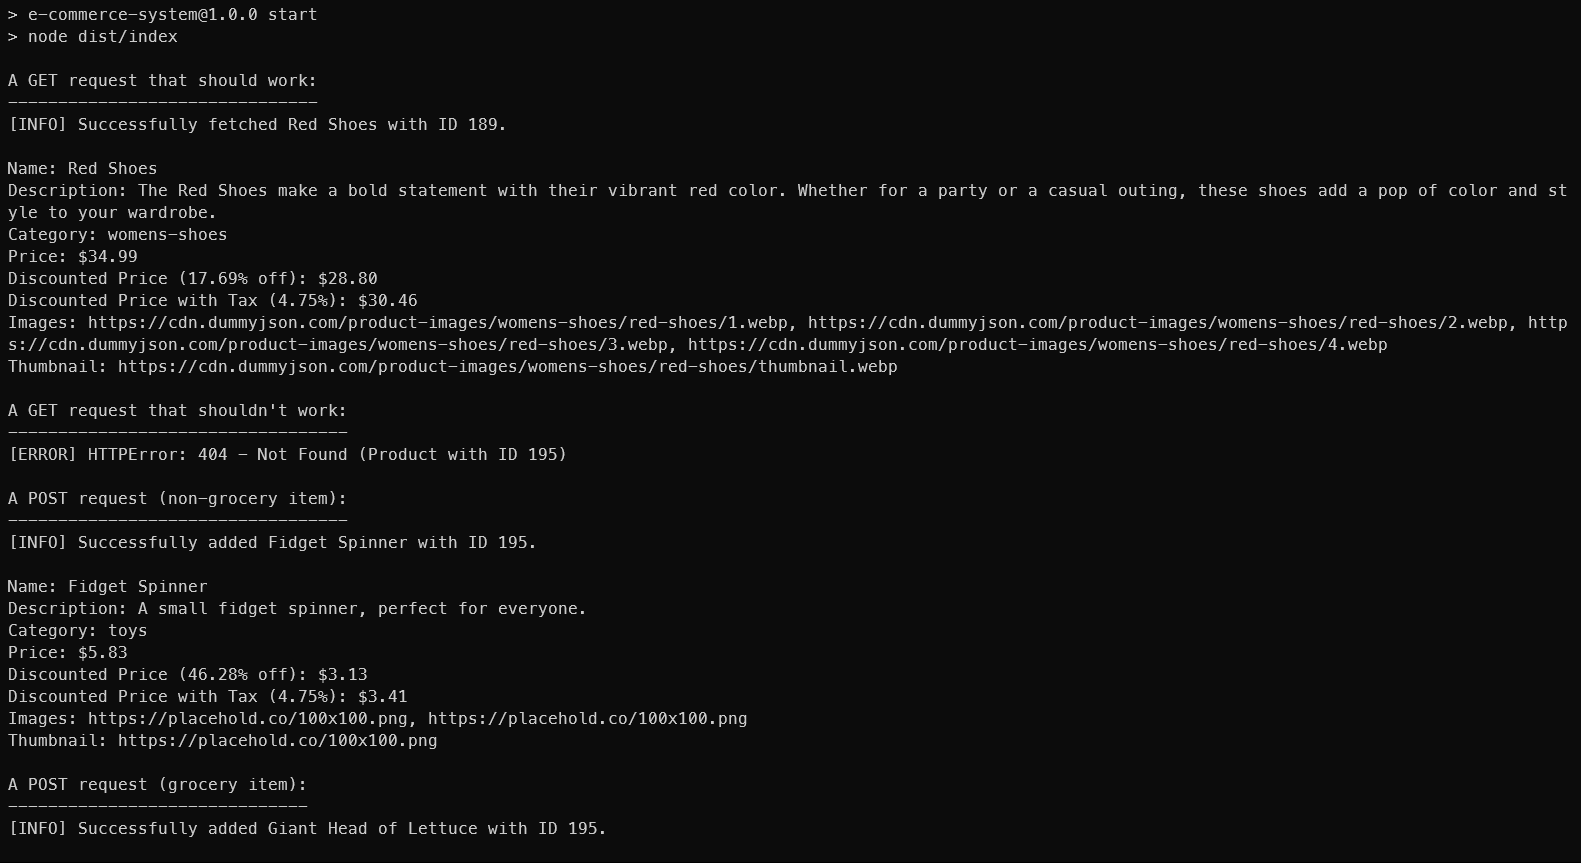 > e-commerce-system@1.0.0 start
> node dist/index
A GET request that should work:
-------------------------------
[INFO] Successfully fetched Red Shoes with ID 189.
Name: Red Shoes
Description: The Red Shoes make a bold statement with their vibrant red color. Whether for a party or a casual outing, these shoes add a pop of color and st
yle to your wardrobe.
Category: womens-shoes
Price: $34.99
Discounted Price (17.69% off): $28.80
Discounted Price with Tax (4.75%): $30.46
Images: https://cdn.dummyjson.com/product-images/womens-shoes/red-shoes/1.webp, https://cdn.dummyjson.com/product-images/womens-shoes/red-shoes/2.webp, http
s://cdn.dummyjson.com/product-images/womens-shoes/red-shoes/3.webp, https://cdn.dummyjson.com/product-images/womens-shoes/red-shoes/4.webp
Thumbnail: https://cdn.dummyjson.com/product-images/womens-shoes/red-shoes/thumbnail.webp
A GET request that shouldn't work:
----------------------------------
[ERROR] HTTPError: 404 - Not Found (Product with ID 195)
A POST request (non-grocery item):
----------------------------------
[INFO] Successfully added Fidget Spinner with ID 195.
Name: Fidget Spinner
Description: A small fidget spinner, perfect for everyone.
Category: toys
Price: $5.83
Discounted Price (46.28% off): $3.13
Discounted Price with Tax (4.75%): $3.41
Images: https://placehold.co/100x100.png, https://placehold.co/100x100.png
Thumbnail: https://placehold.co/100x100.png
A POST request (grocery item):
------------------------------
[INFO] Successfully added Giant Head of Lettuce with ID 195.